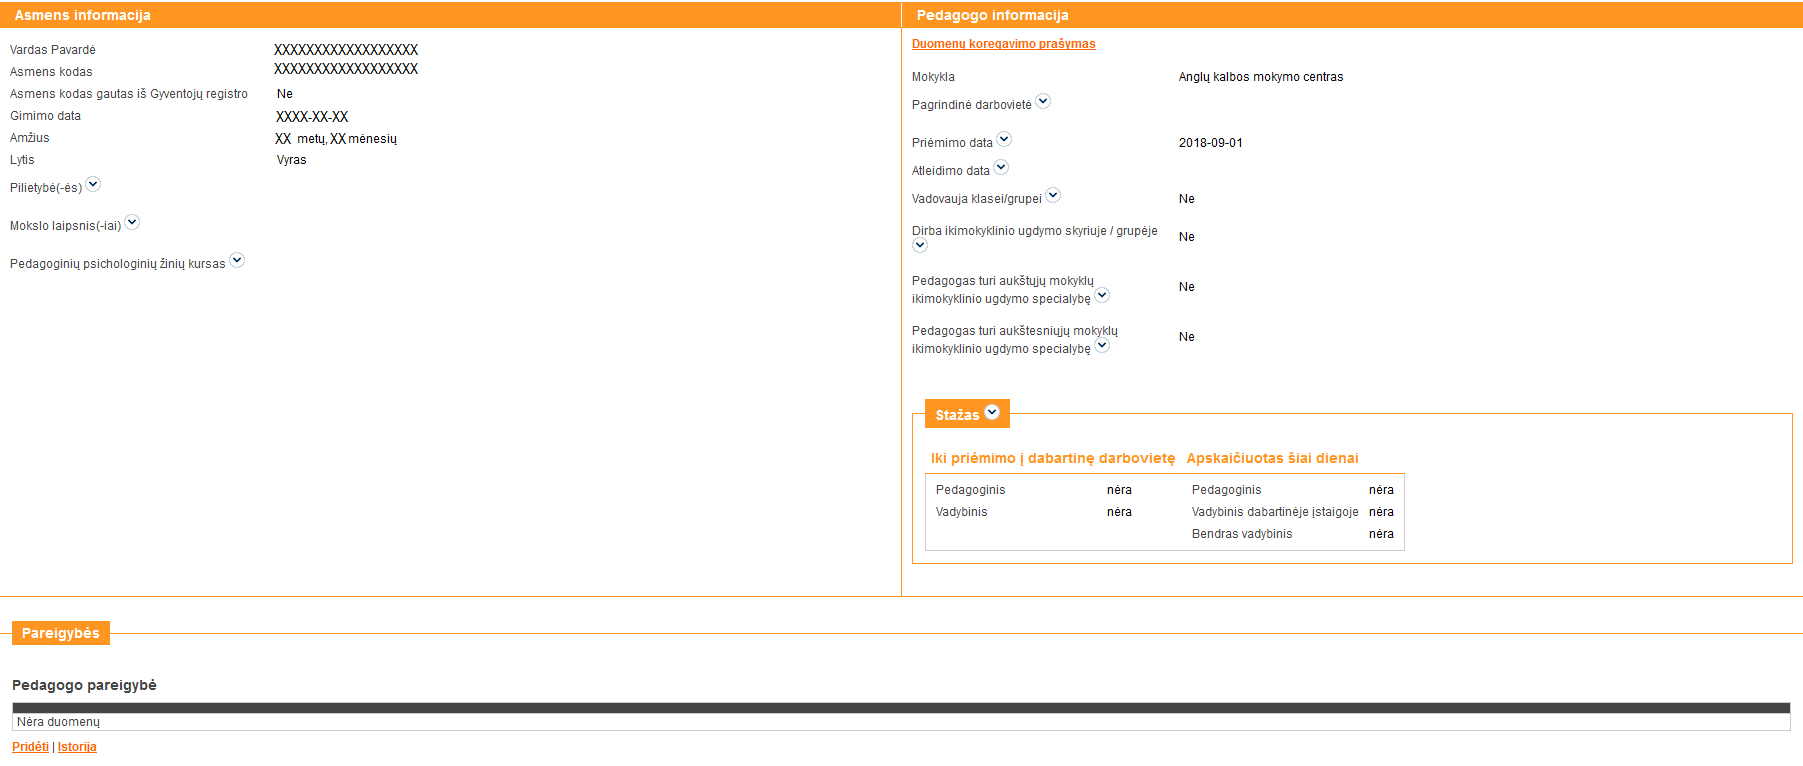 Asmens informacija
Vardas Pavardė XXXXXXXXXXXXXXXXXX
Asmens kodas XXXXXXXXXXXXXXXXXX
Asmens kodas gautas iš Gyventojų registro Ne
Gimimo data XXXX-XX-XX
Amžius XX metų, XX mėnesių
Lytis Vyras
Pilietybė(-ės)
Mokslo laipsnis(-iai)
Pedagoginių psichologinių žinių kursas
Pedagogo informacija
Duomenų koregavimo prašymas
Mokykla Anglų kalbos mokymo centras
Pagrindinė darbovietė
Priėmimo data 2018-09-01
Atleidimo data
Vadovauja klasei/grupei Ne
Dirba ikimokyklinio ugdymo skyriuje / grupėje Ne
Pedagogas turi aukštųjų mokyklų
ikimokyklinio ugdymo specialybę Ne
Pedagogas turi aukštesniųjų mokyklų
ikimokyklinio ugdymo specialybę Ne
Stažas
Iki priėmimo į dabartinę darbovietę Apskaičiuotas šiai dienai
Pedagoginis nėra Pedagoginis nėra
Vadybinis nėra Vadybinis dabartinėje įstaigoje nėra
Bendras vadybinis nėra
Pareigybės
Pedagogo pareigybė
Nėra duomenų
Pridėti | Istorija